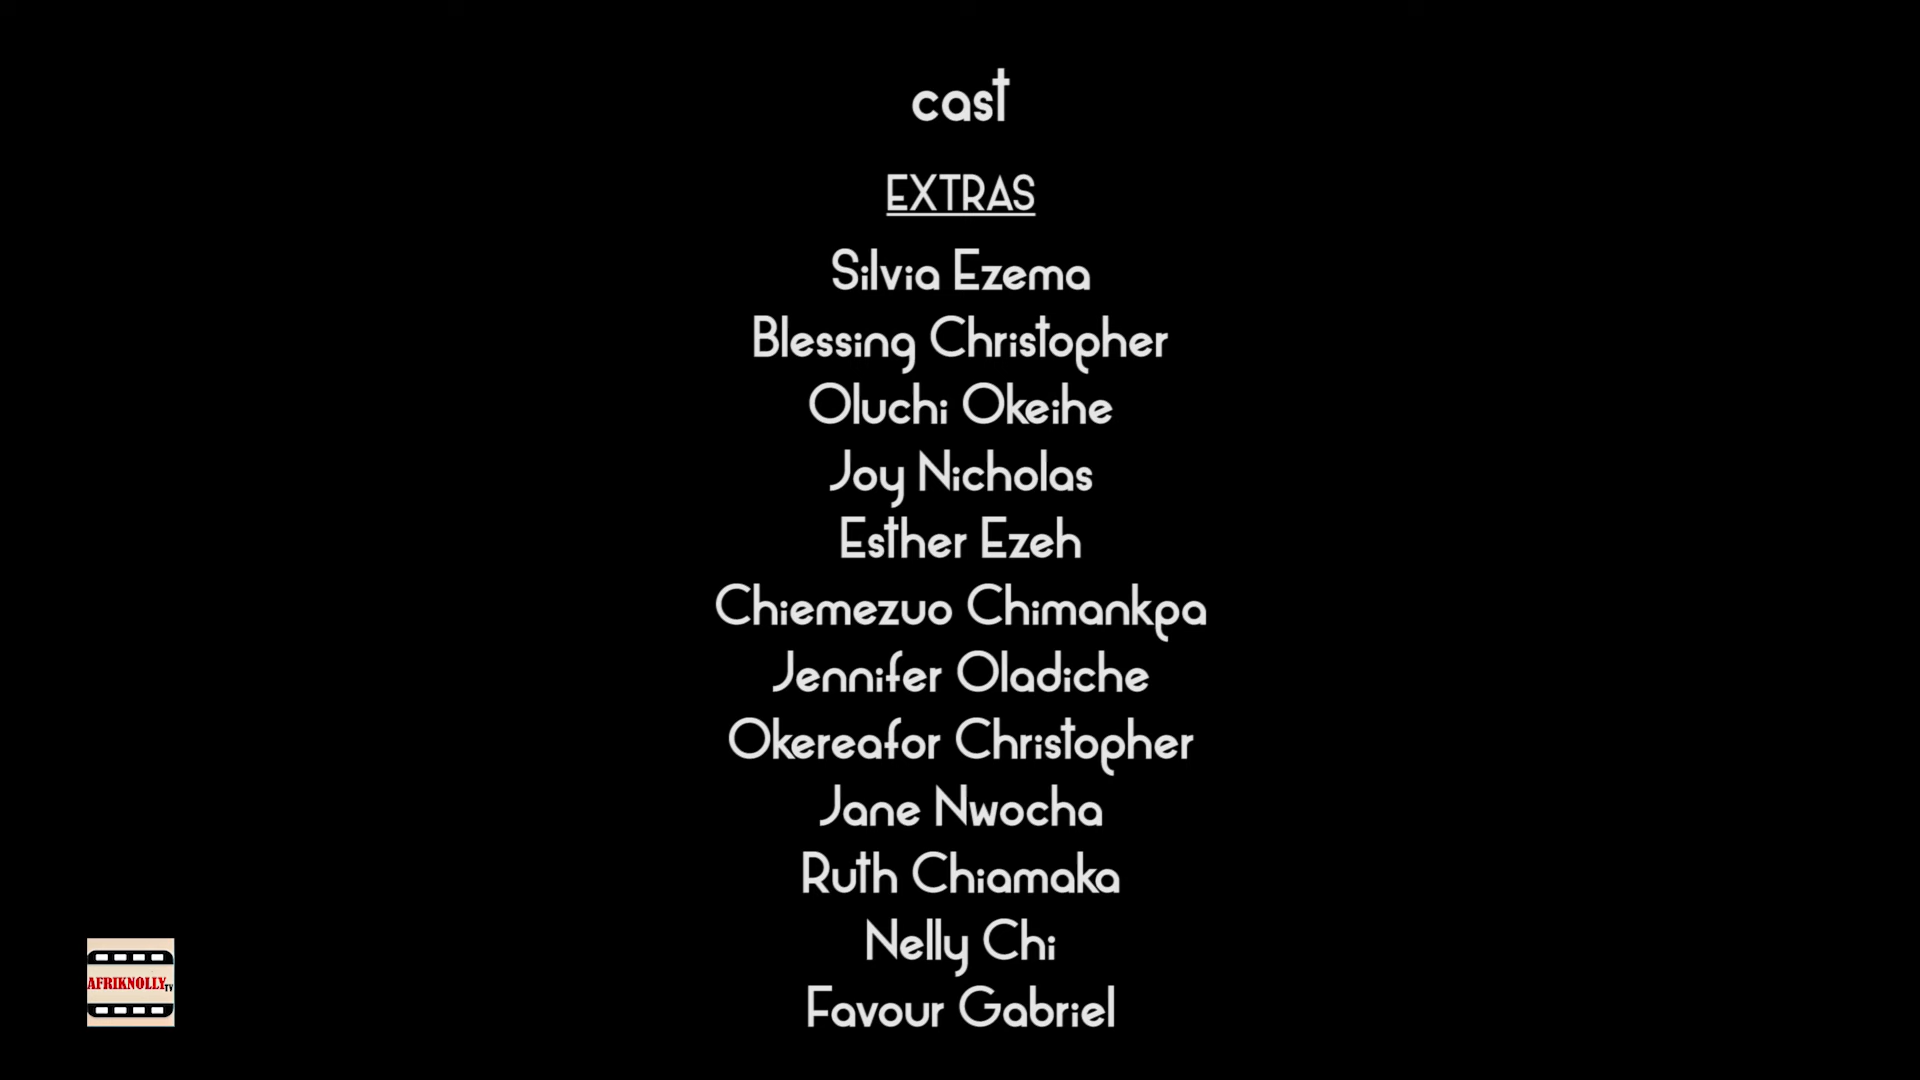 cast
EXTRAS
Silvia Ezema
Blessing Christopher
Oluchi Okeihe
Joy Nicholas
Esther Ezeh
Chiemezuo Chimankpa
Jennifer Oladiche
Okereafor Christopher
Jane Nwocha
Ruth Chiamaka
Nelly Chi
Favour Gabriel
AFRIKNOLLY TV